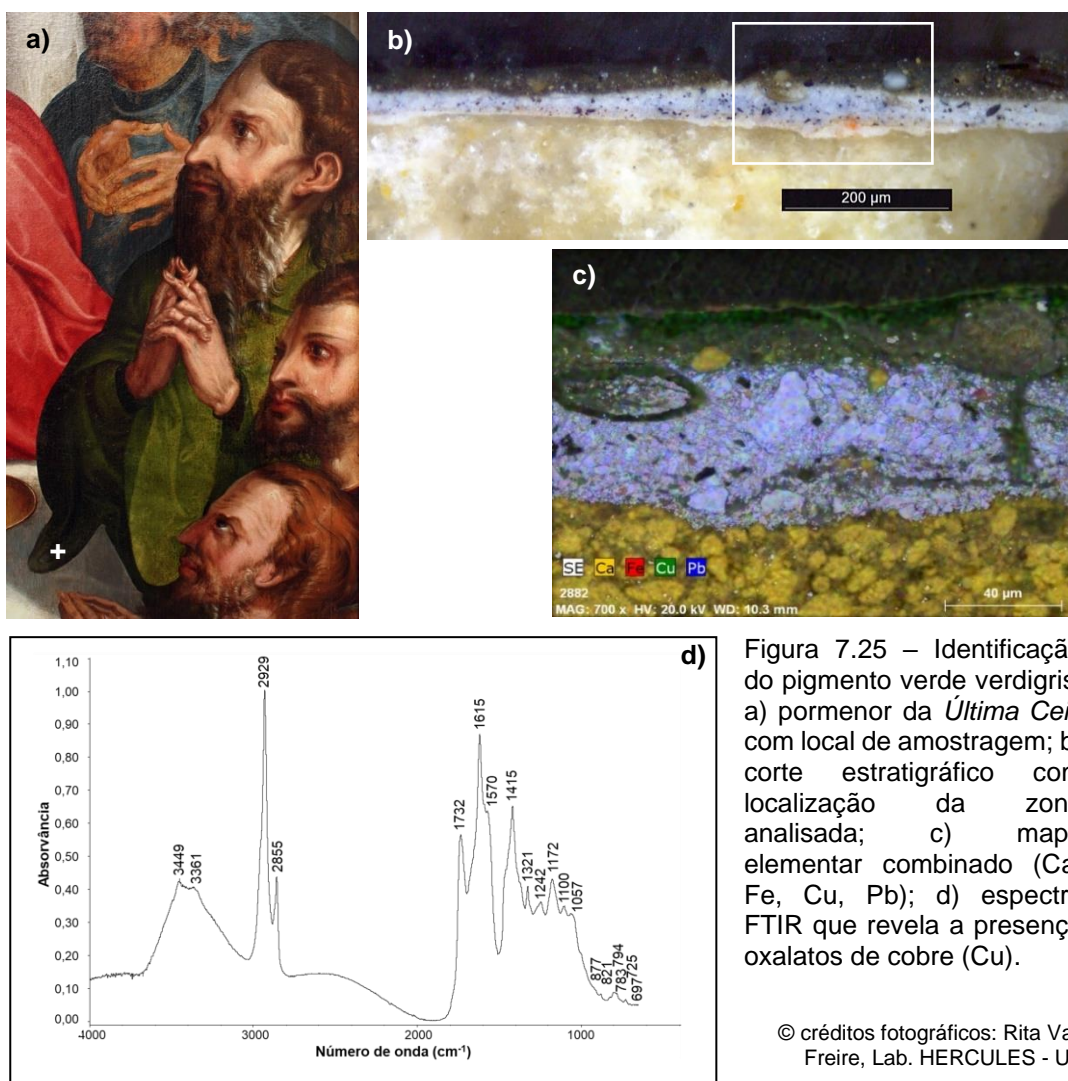 a)
b)
200 µm
c)
SE Ca Fe Cu Pb
2882
MAG: 700 x HV: 20.0 kV WD: 10.3 mm
40 µm
d)
Absorvância
1,10
1,00
0,90
0,80
0,70
0,60
0,50
0,40
0,30
0,20
0,10
0,00
3449
3361
2929
2855
1732
1615
1570
1415
1321
1242
1172
1100
1057
877
821
794
783
725
697
-4000
3000
2000
1000
Número de onda (cm-1)
Figura 7.25 – Identificaçã
do pigmento verde verdigris
a) pormenor da Última Ce
com local de amostragem; b
corte estratigráfico co
localização da zon
analisada; c) map
elementar combinado (Ca
Fe, Cu, Pb); d) espectr
FTIR que revela a presenç
oxalatos de cobre (Cu).
© créditos fotográficos: Rita Va
Freire, Lab. HERCULES - U